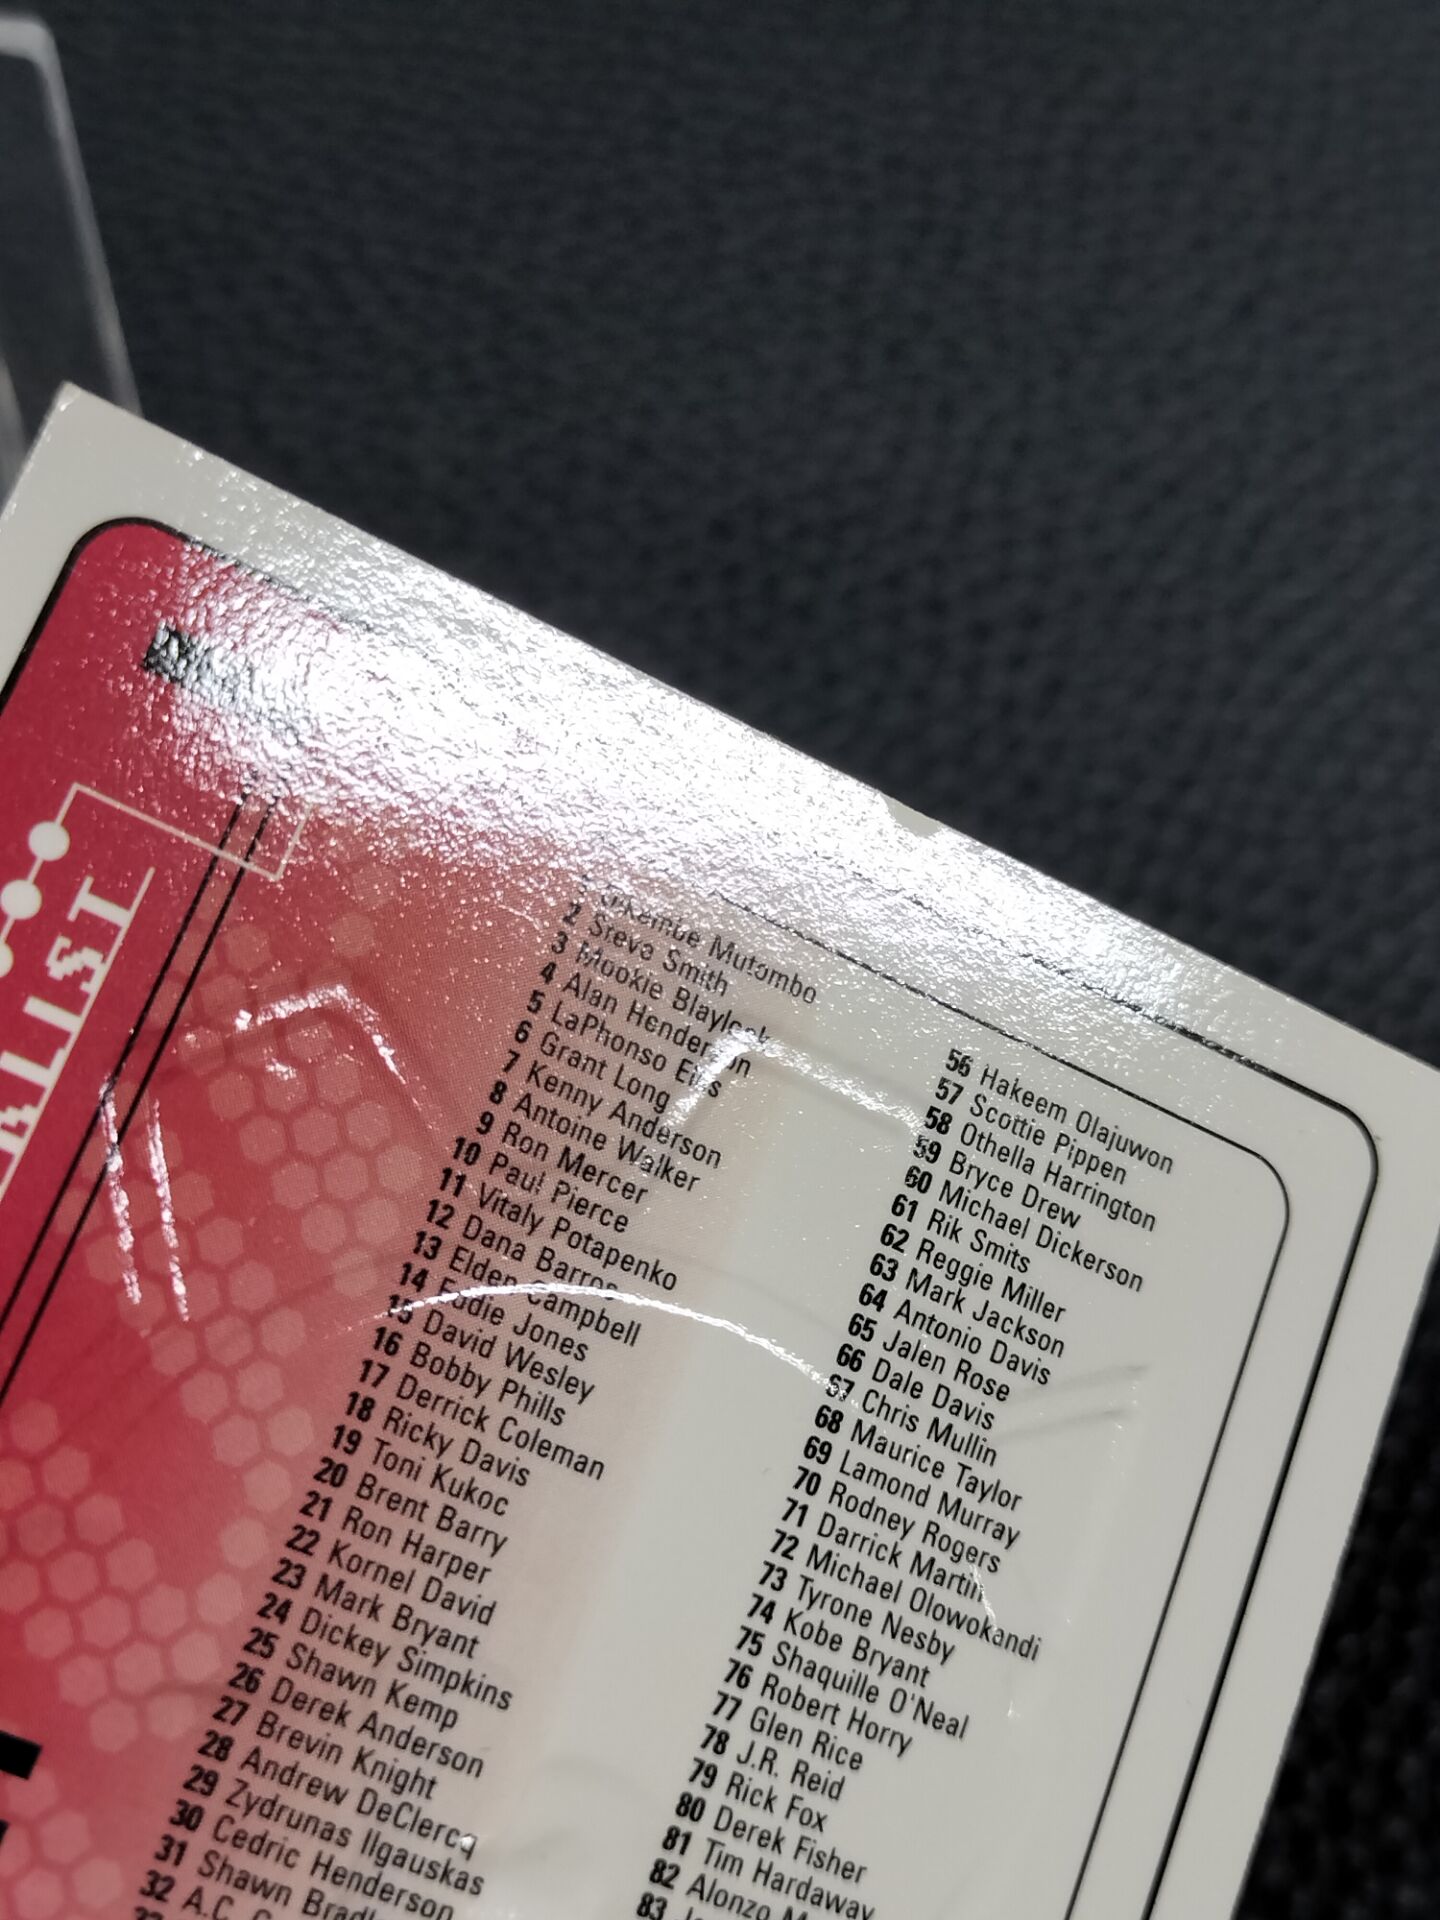 1 Dikembe Mutombo
2 Steve Smith
3 Mookie Blaylock
4 Alan Henderson
5 LaPhonso Ellis
6 Grant Long
7 Kenny Anderson
8 Antoine Walker
9 Ron Mercer
10 Paul Pierce
11 Vitaly Potapenko
12 Dana Barros
13 Elden Campbell
14 Eddie Jones
15 David Wesley
16 Bobby Phills
17 Derrick Coleman
18 Ricky Davis
19 Toni Kukoc
20 Brent Barry
21 Ron Harper
22 Kornel David
23 Mark Bryant
24 Dickey Simpkins
25 Shawn Kemp
26 Derek Anderson
27 Brevin Knight
28 Andrew DeClercq
29 Zydrunas Ilgauskas
30 Cedric Henderson
31 Shawn
32 A.C.
56 Hakeem Olajuwon
57 Scottie Pippen
58 Othella Harrington
59 Bryce Drew
60 Michael Dickerson
61 Rik Smits
62 Reggie Miller
63 Mark Jackson
64 Antonio Davis
65 Jalen Rose
66 Dale Davis
67 Chris Mullin
68 Maurice Taylor
69 Lamond Murray
70 Rodney Rogers
71 Darrick Martin
72 Michael Olowokandi
73 Tyrone Nesby
74 Kobe Bryant
75 Shaquille O'Neal
76 Robert Horry
77 Glen Rice
78 J.R. Reid
79 Rick Fox
80 Derek Fisher
81 Tim Hardaway
82 Alonzo
83